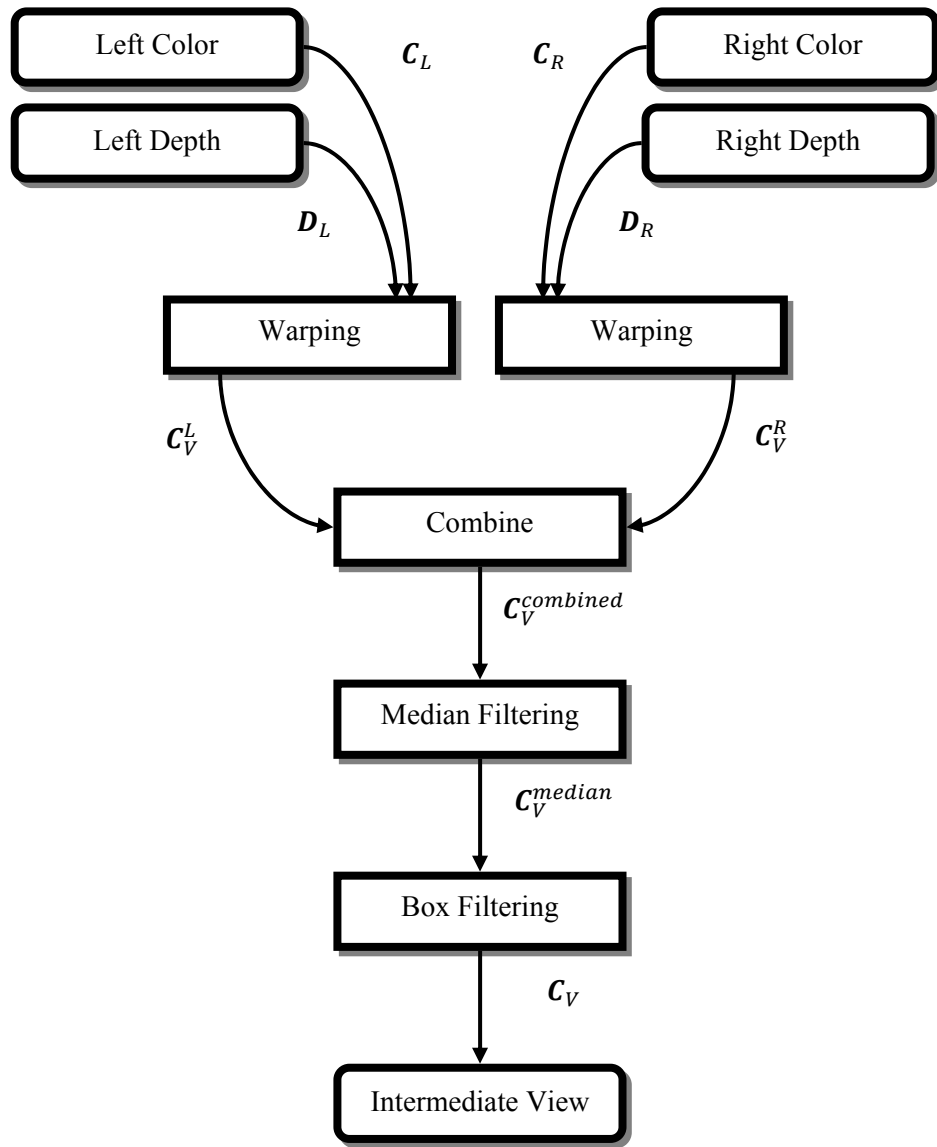 Left Color
C_L
C_R
Right Color
Left Depth
Right Depth
D_L
D_R
Warping
Warping
C_V^L
C_V^R
Combine
C_V^{combined}
Median Filtering
C_V^{median}
Box Filtering
C_V
Intermediate View